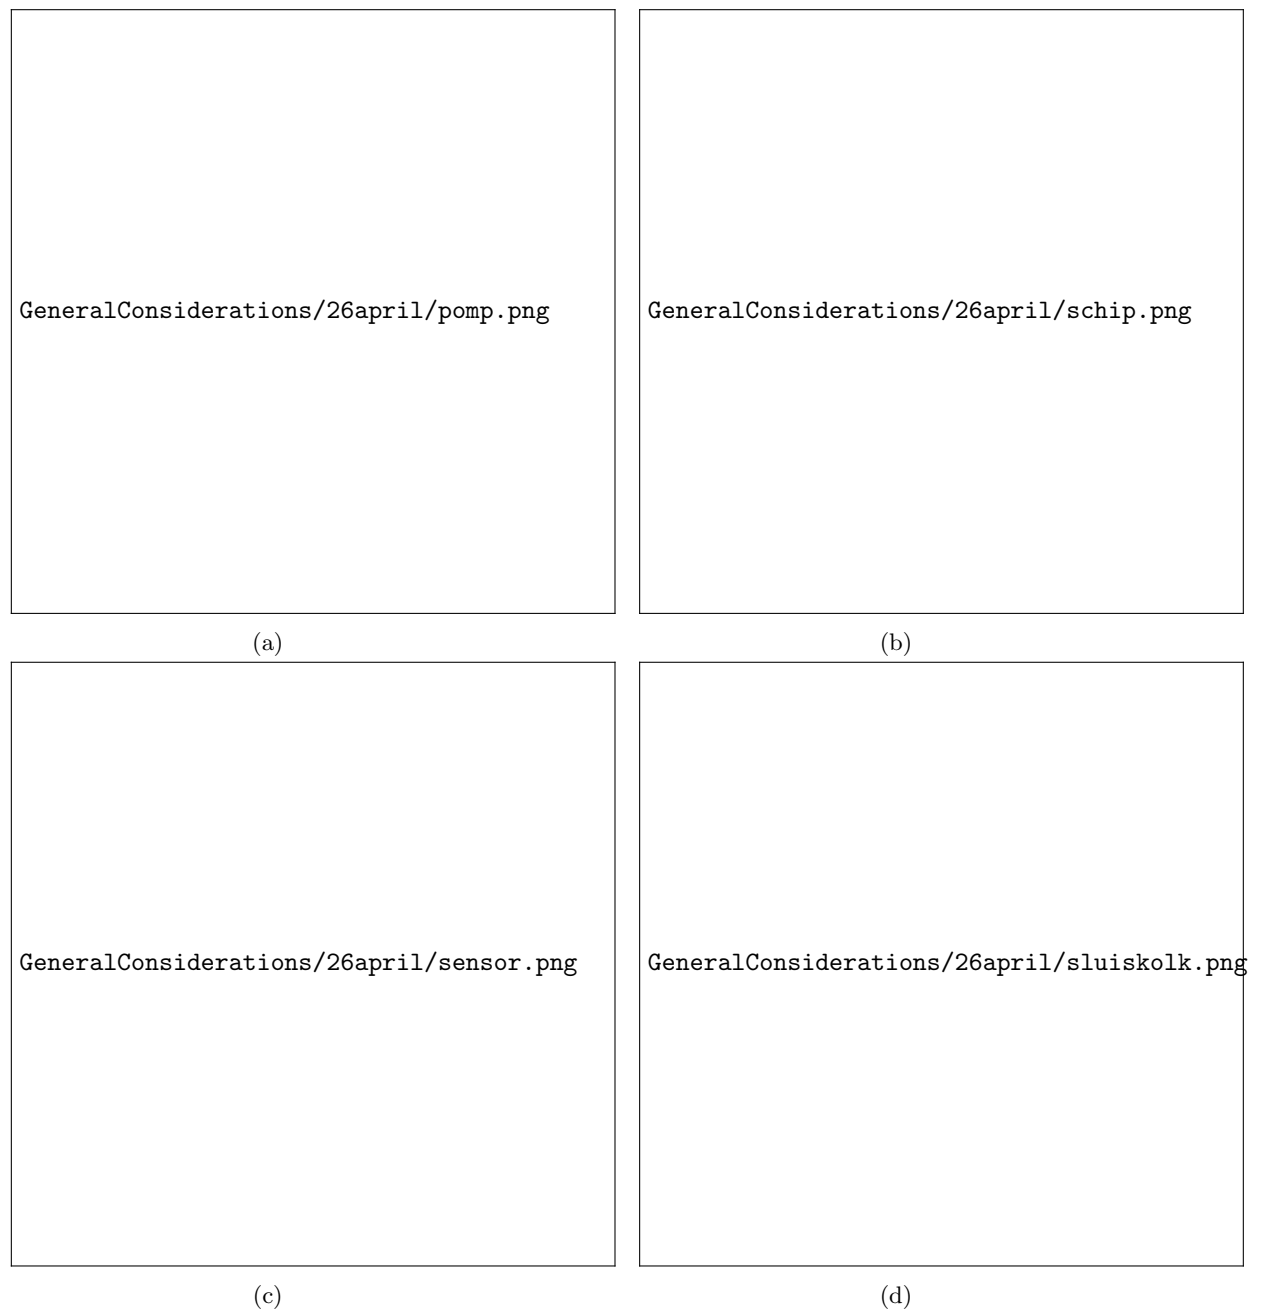 GeneralConsiderations/26april/pomp.png
GeneralConsiderations/26april/schip.png
(a)
(b)
GeneralConsiderations/26april/sensor.png
GeneralConsiderations/26april/sluiskolk.png
(c)
(d)